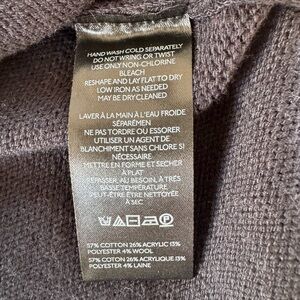 HAND WASH COLD SEPARATELY
DO NOT WRING OR TWIST
USE ONLY NON-CHLORINE
BLEACH
RESHAPE AND LAY FLAT TO DRY
LOW IRON AS NEEDED
MAY BE DRY CLEANED
LAVER À LA MAIN À L'EAU FROIDE
SÉPARÉMEN
NE PAS TORDRE OU ESSORER
UTILISER UN AGENT DE
BLANCHIMENT SANS CHLORE SI
NÉCESSAIRE
METTRE EN FORME ET SECHER
À PLAT
REPASSER, AU BESOIN, À TRÈS
BASSE TEMPÉRATURE
PEUT-ÊTRE ÊTRE NETTOYÉE
À SEC
57% COTTON 26% ACRYLIC 13%
POLYESTER 4% WOOL
57% COTON 26% ACRYLIQUE 13%
POLYESTER 4% LAINE